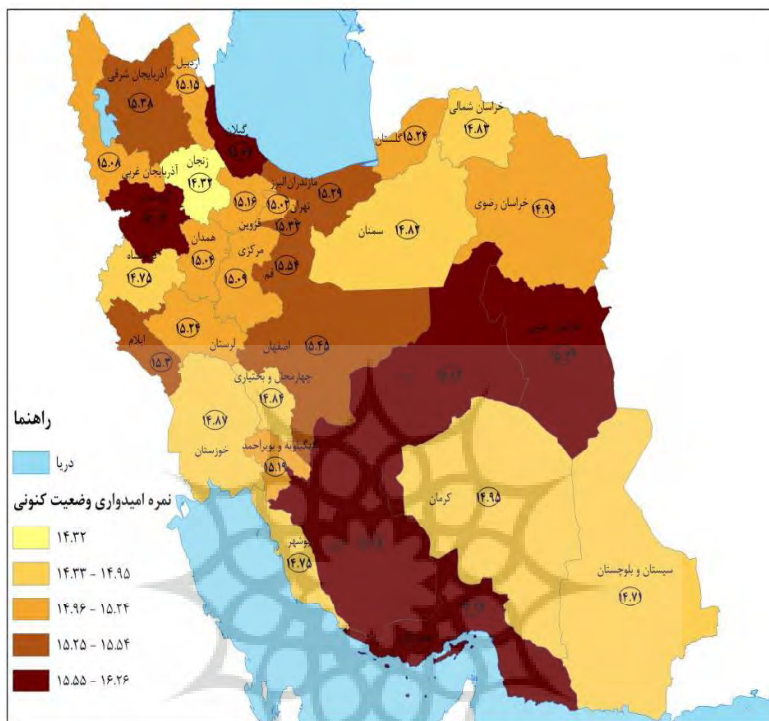 اردبیل
۱۵.۱۵
آذربایجان شرقی
۱۵.۳۸
گیلان
خراسان شمالی
۱۴.۸۳
گلستان
۱۵.۲۴
۱۵.۰۸
آذربایجان غربی
زنجان
۱۴.۳۲
مازندران
۱۵.۲۹
البرز
۱۵.۰۲
تهران
۱۵.۳۳
۱۵.۱۶
قزوین
خراسان رضوی
۱۴.۹۹
سمنان
۱۴.۸۲
همدان
۱۵.۰۴
مرکزی
۱۵.۰۹
قم
۱۵.۵۴
۱۴.۷۵
۱۵.۲۴
لرستان
ایلام
۱۵.۳
اصفهان
۱۵.۴۵
چهارمحل و بختیاری
۱۴.۸۴
۱۴.۸۷
خوزستان
و بویراحمد
۱۵.۱۹
کرمان
۱۴.۹۵
بوشهر
۱۴.۷۵
سیستان و بلوچستان
۱۴.۷۱
راهنما
دریا
نمره امیدواری وضعیت کنونی
۱۴.۳۲
۱۴.۳۳ - ۱۴.۹۵
۱۴.۹۶ - ۱۵.۲۴
۱۵.۲۵ - ۱۵.۵۴
۱۵.۵۵ - ۱۶.۲۶